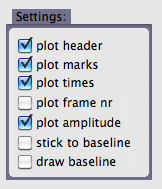 Settings:
plot header
plot marks
plot times
plot frame nr
plot amplitude
stick to baseline
draw baseline